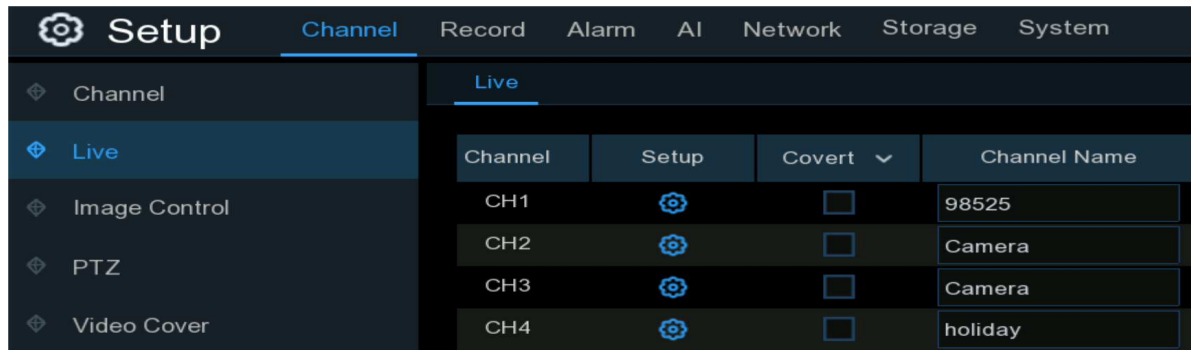 Setup Channel Record Alarm AI Network Storage System
Channel
Live
Live
Image Control
PTZ
Video Cover
Channel Setup Covert Channel Name
CH1 98525
CH2 Camera
CH3 Camera
CH4 holiday